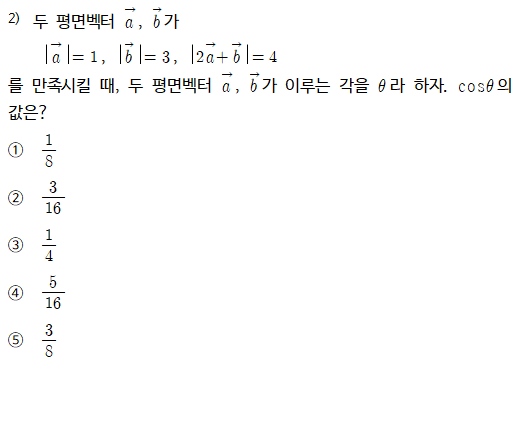 2) 두 평면벡터 $\vec{a}$, $\vec{b}$가
$|\vec{a}|=1$, $|\vec{b}|=3$, $|2\vec{a}+\vec{b}|=4$
를 만족시킬 때, 두 평면벡터 $\vec{a}$, $\vec{b}$가 이루는 각을 $\theta$라 하자. $\cos\theta$의
값은?
① $\frac{1}{8}$
② $\frac{3}{16}$
③ $\frac{1}{4}$
④ $\frac{5}{16}$
⑤ $\frac{3}{8}$